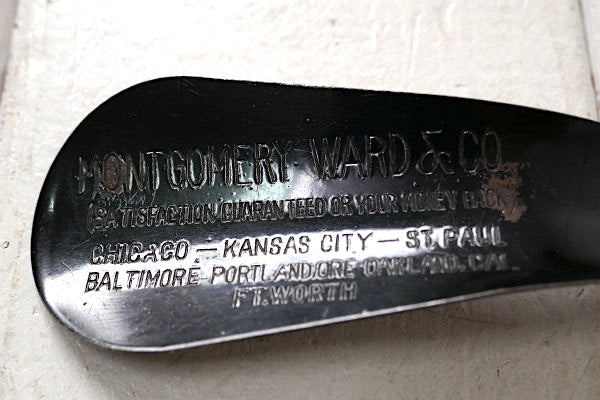 MONTGOMERY WARD & CO.
(SATISFACTION GUARANTEED OR YOUR MONEY BACK)
CHICAGO - KANSAS CITY - ST. PAUL
BALTIMORE-PORTLAND, ORE-OAKLAND, CAL.
FT. WORTH